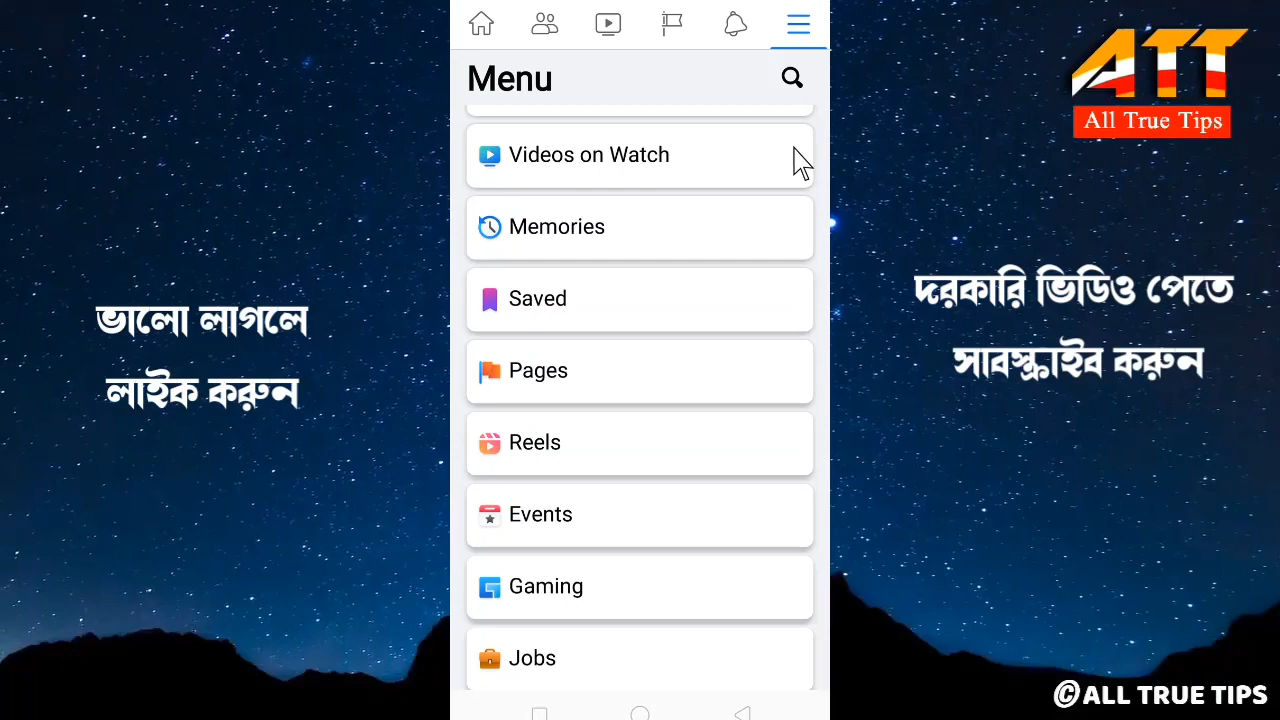 Menu
Videos on Watch
Memories
Saved
Pages
Reels
Events
Gaming
Jobs
ভালো লাগলে
লাইক করুন
ATT
All True Tips
দরকারি ভিডিও পেতে
সাবস্ক্রাইব করুন
©ALL TRUE TIPS